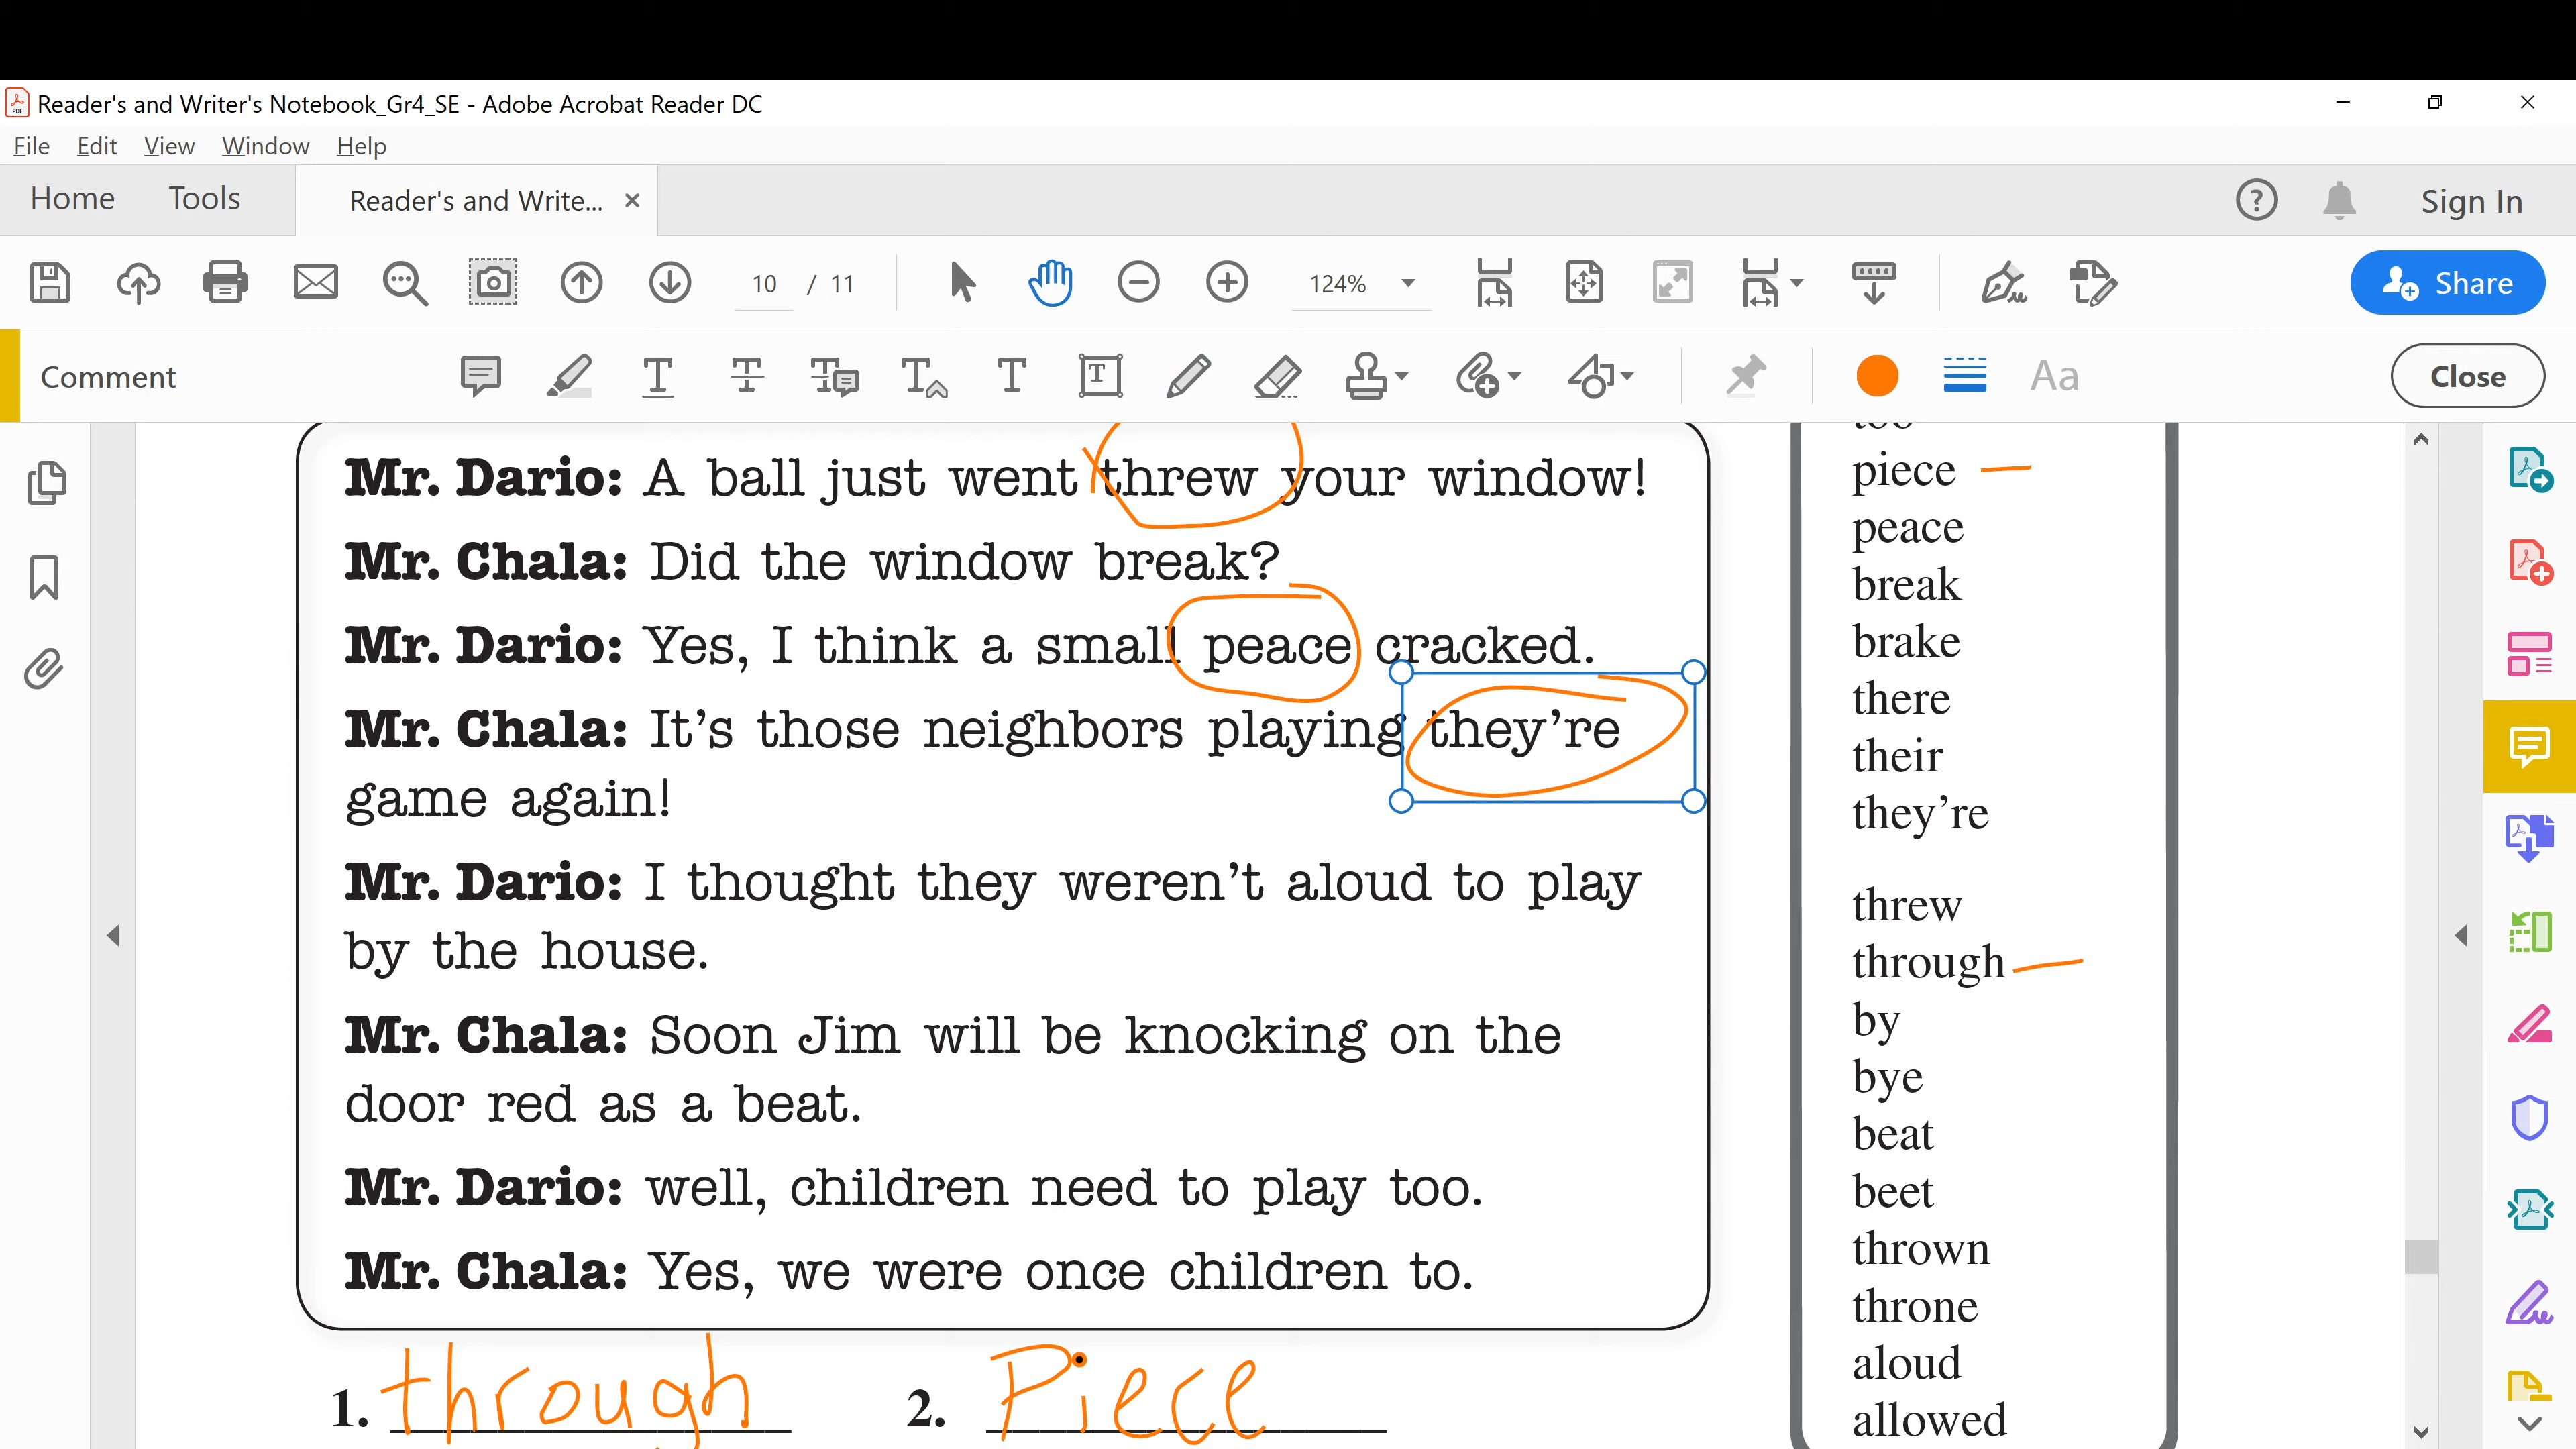 Reader's and Writer's Notebook_Gr4_SE - Adobe Acrobat Reader DC
File Edit View Window Help
Home Tools Reader's and Write... Sign In
10 / 11 124% Share
Comment Aa Close
Mr. Dario: A ball just went threw your window!
Mr. Chala: Did the window break?
Mr. Dario: Yes, I think a small peace cracked.
Mr. Chala: It's those neighbors playing they're
game again!
Mr. Dario: I thought they weren't aloud to play
by the house.
Mr. Chala: Soon Jim will be knocking on the
door red as a beat.
Mr. Dario: well, children need to play too.
Mr. Chala: Yes, we were once children to.
1. through 2. Piece
too
piece
peace
break
brake
there
their
they're
threw
through
by
bye
beat
beet
thrown
throne
aloud
allowed